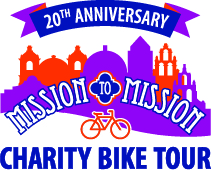 20TH ANNIVERSARY
MISSION TO MISSION
CHARITY BIKE TOUR